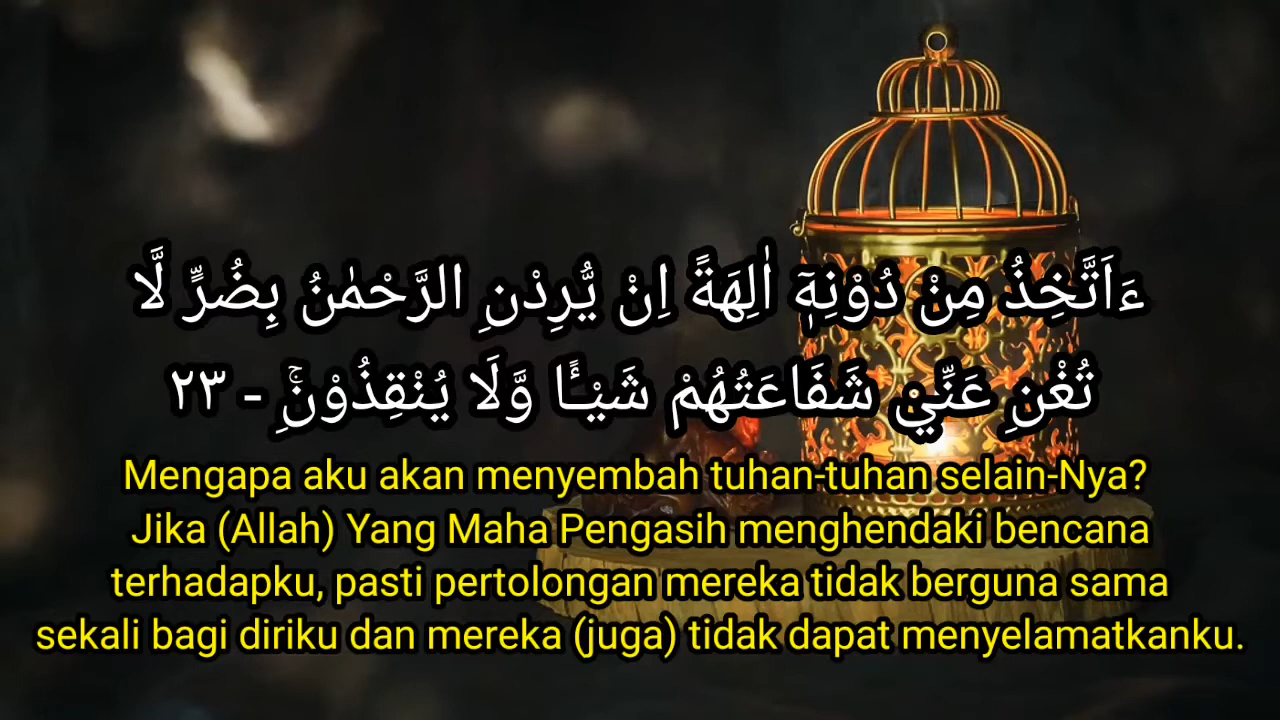 ءَاَتَّخِذُ مِنْ دُوْنِهٖٓ اٰلِهَةً اِنْ يُّرِدْنِ الرَّحْمٰنُ بِضُرٍّ لَّا
تُغْنِ عَنِّيْ شَفَاعَتُهُمْ شَيْـًٔا وَّلَا يُنْقِذُوْنِۚ - ٢٣
Mengapa aku akan menyembah tuhan-tuhan selain-Nya?
Jika (Allah) Yang Maha Pengasih menghendaki bencana
terhadapku, pasti pertolongan mereka tidak berguna sama
sekali bagi diriku dan mereka (juga) tidak dapat menyelamatkanku.